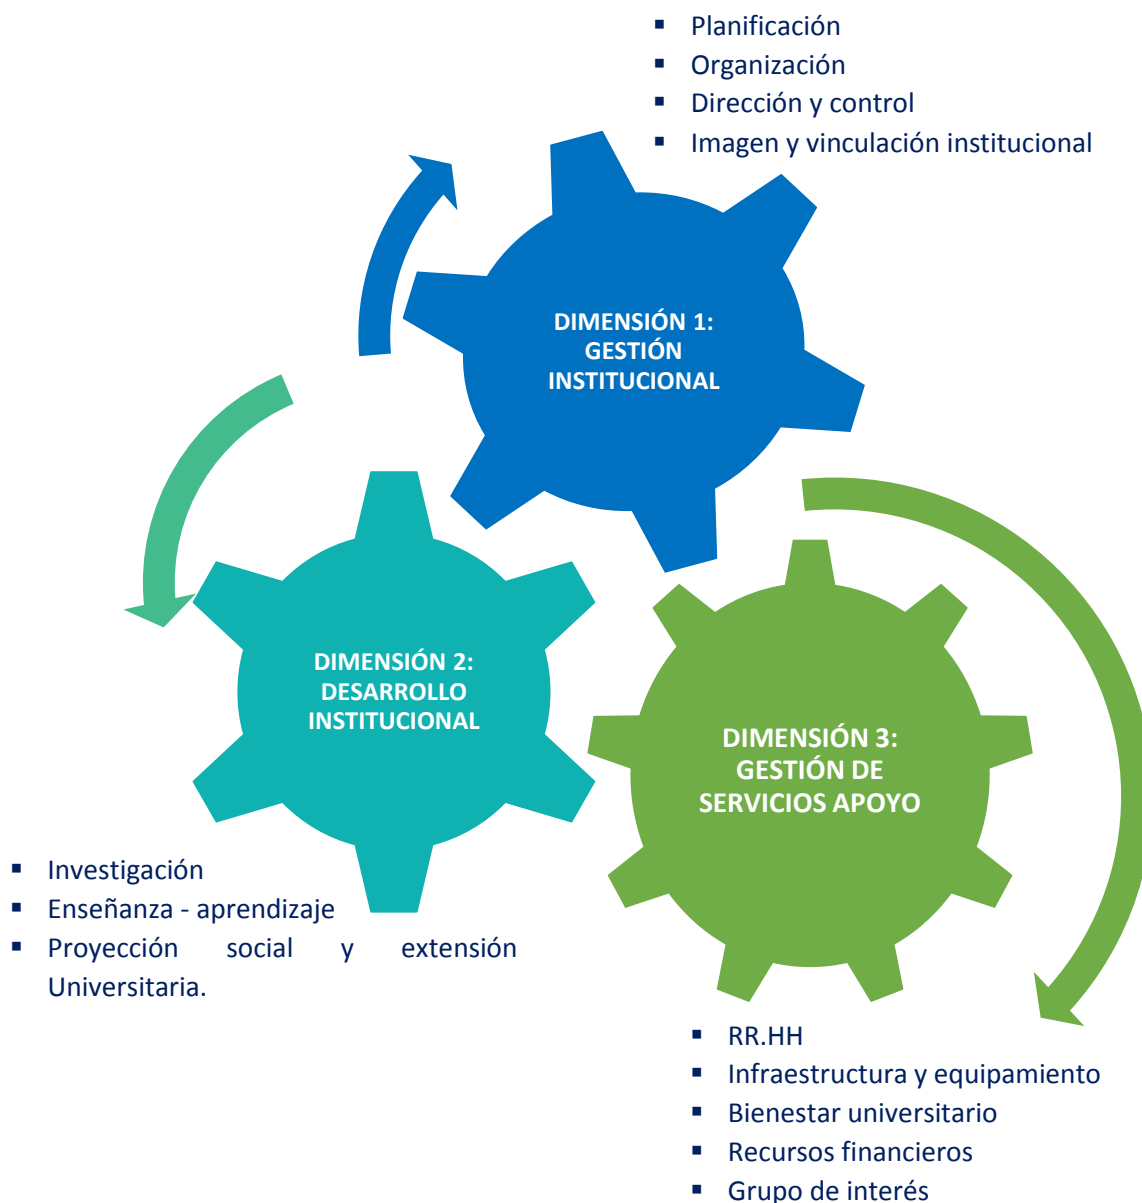 ▪ Planificación
▪ Organización
▪ Dirección y control
▪ Imagen y vinculación institucional
DIMENSIÓN 1:
GESTIÓN
INSTITUCIONAL
DIMENSIÓN 2:
DESARROLLO
INSTITUCIONAL
DIMENSIÓN 3:
GESTIÓN DE
SERVICIOS APOYO
▪ Investigación
▪ Enseñanza - aprendizaje
▪ Proyección social y extensión
Universitaria.
▪ RR.HH
▪ Infraestructura y equipamiento
▪ Bienestar universitario
▪ Recursos financieros
▪ Grupo de interés